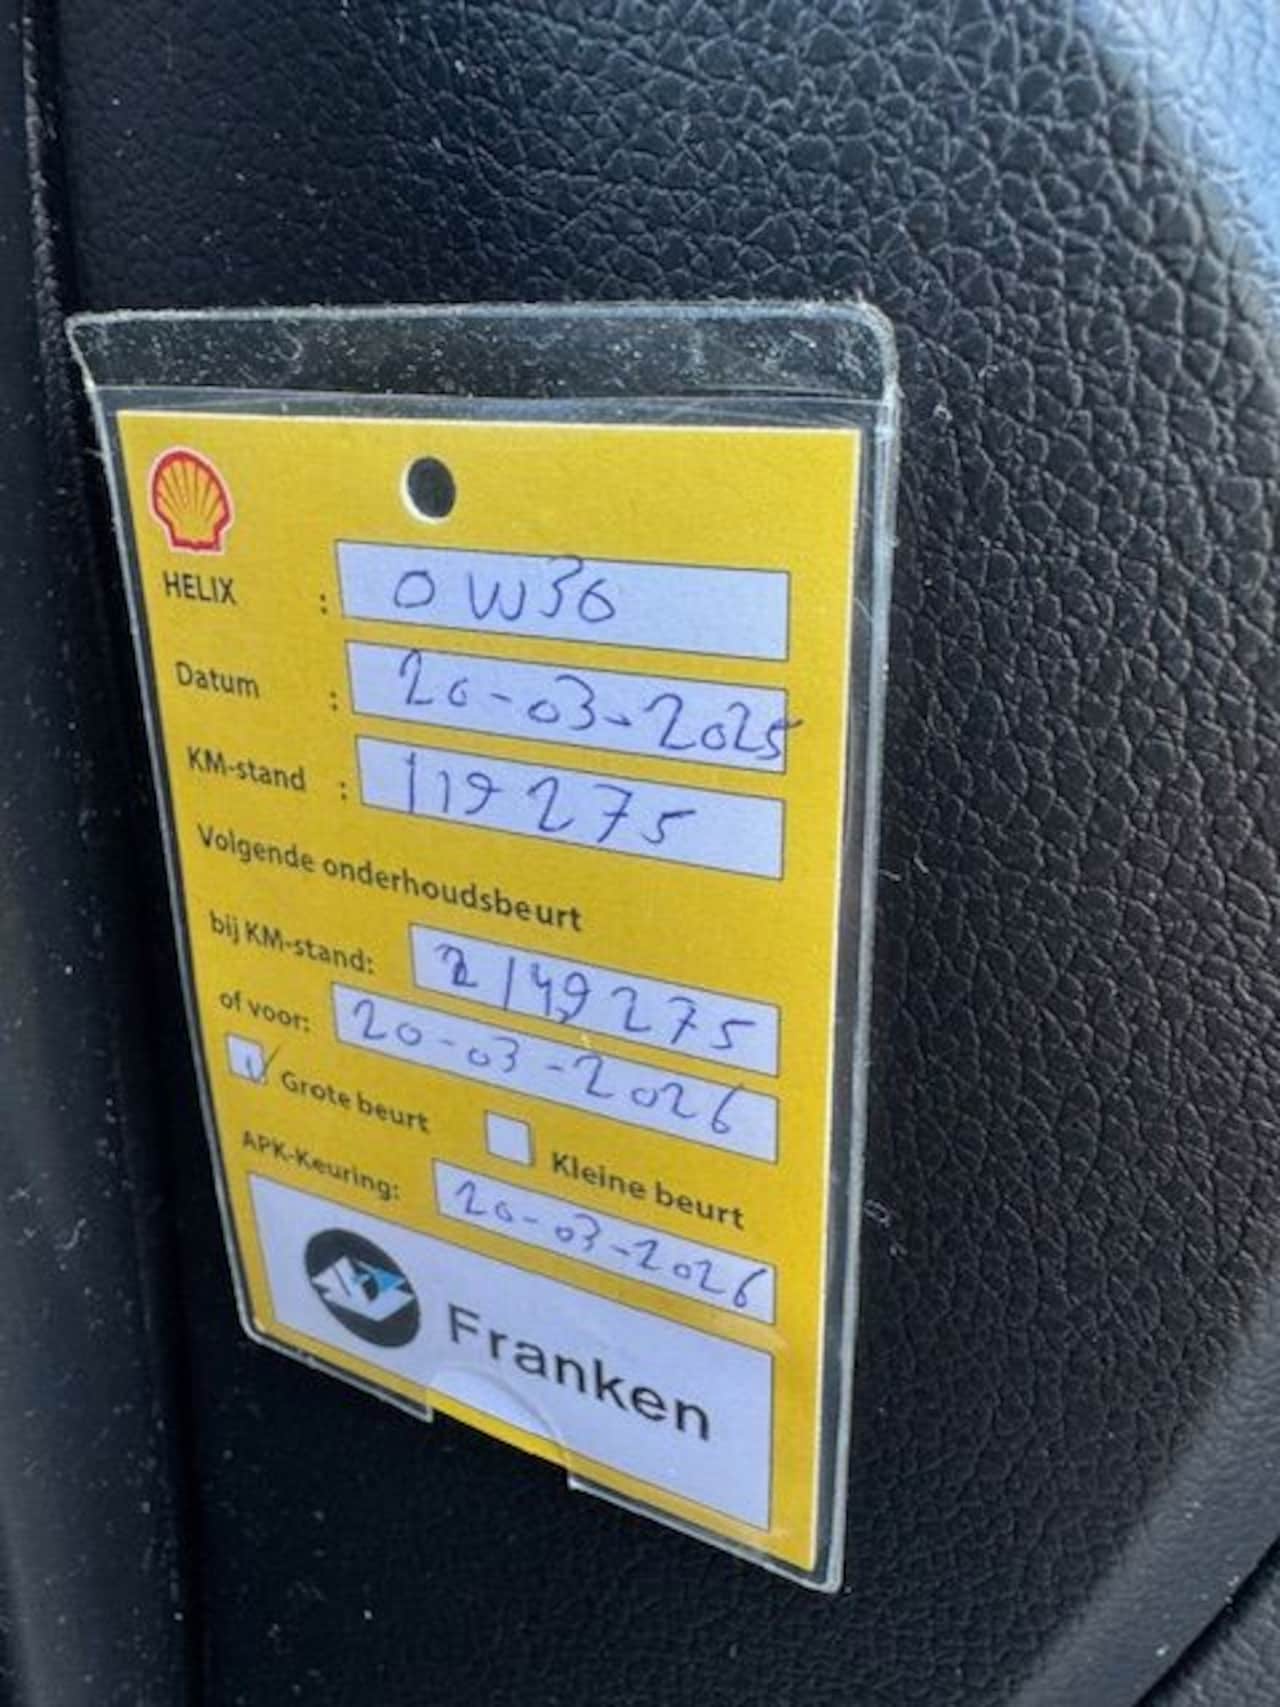 HELIX : 0W30
Datum : 20-03-2025
KM-stand : 119275
Volgende onderhoudsbeurt
bij KM-stand: 149275
of voor: 20-03-2026
Grote beurt Kleine beurt
APK-Keuring: 20-03-2026
Franken